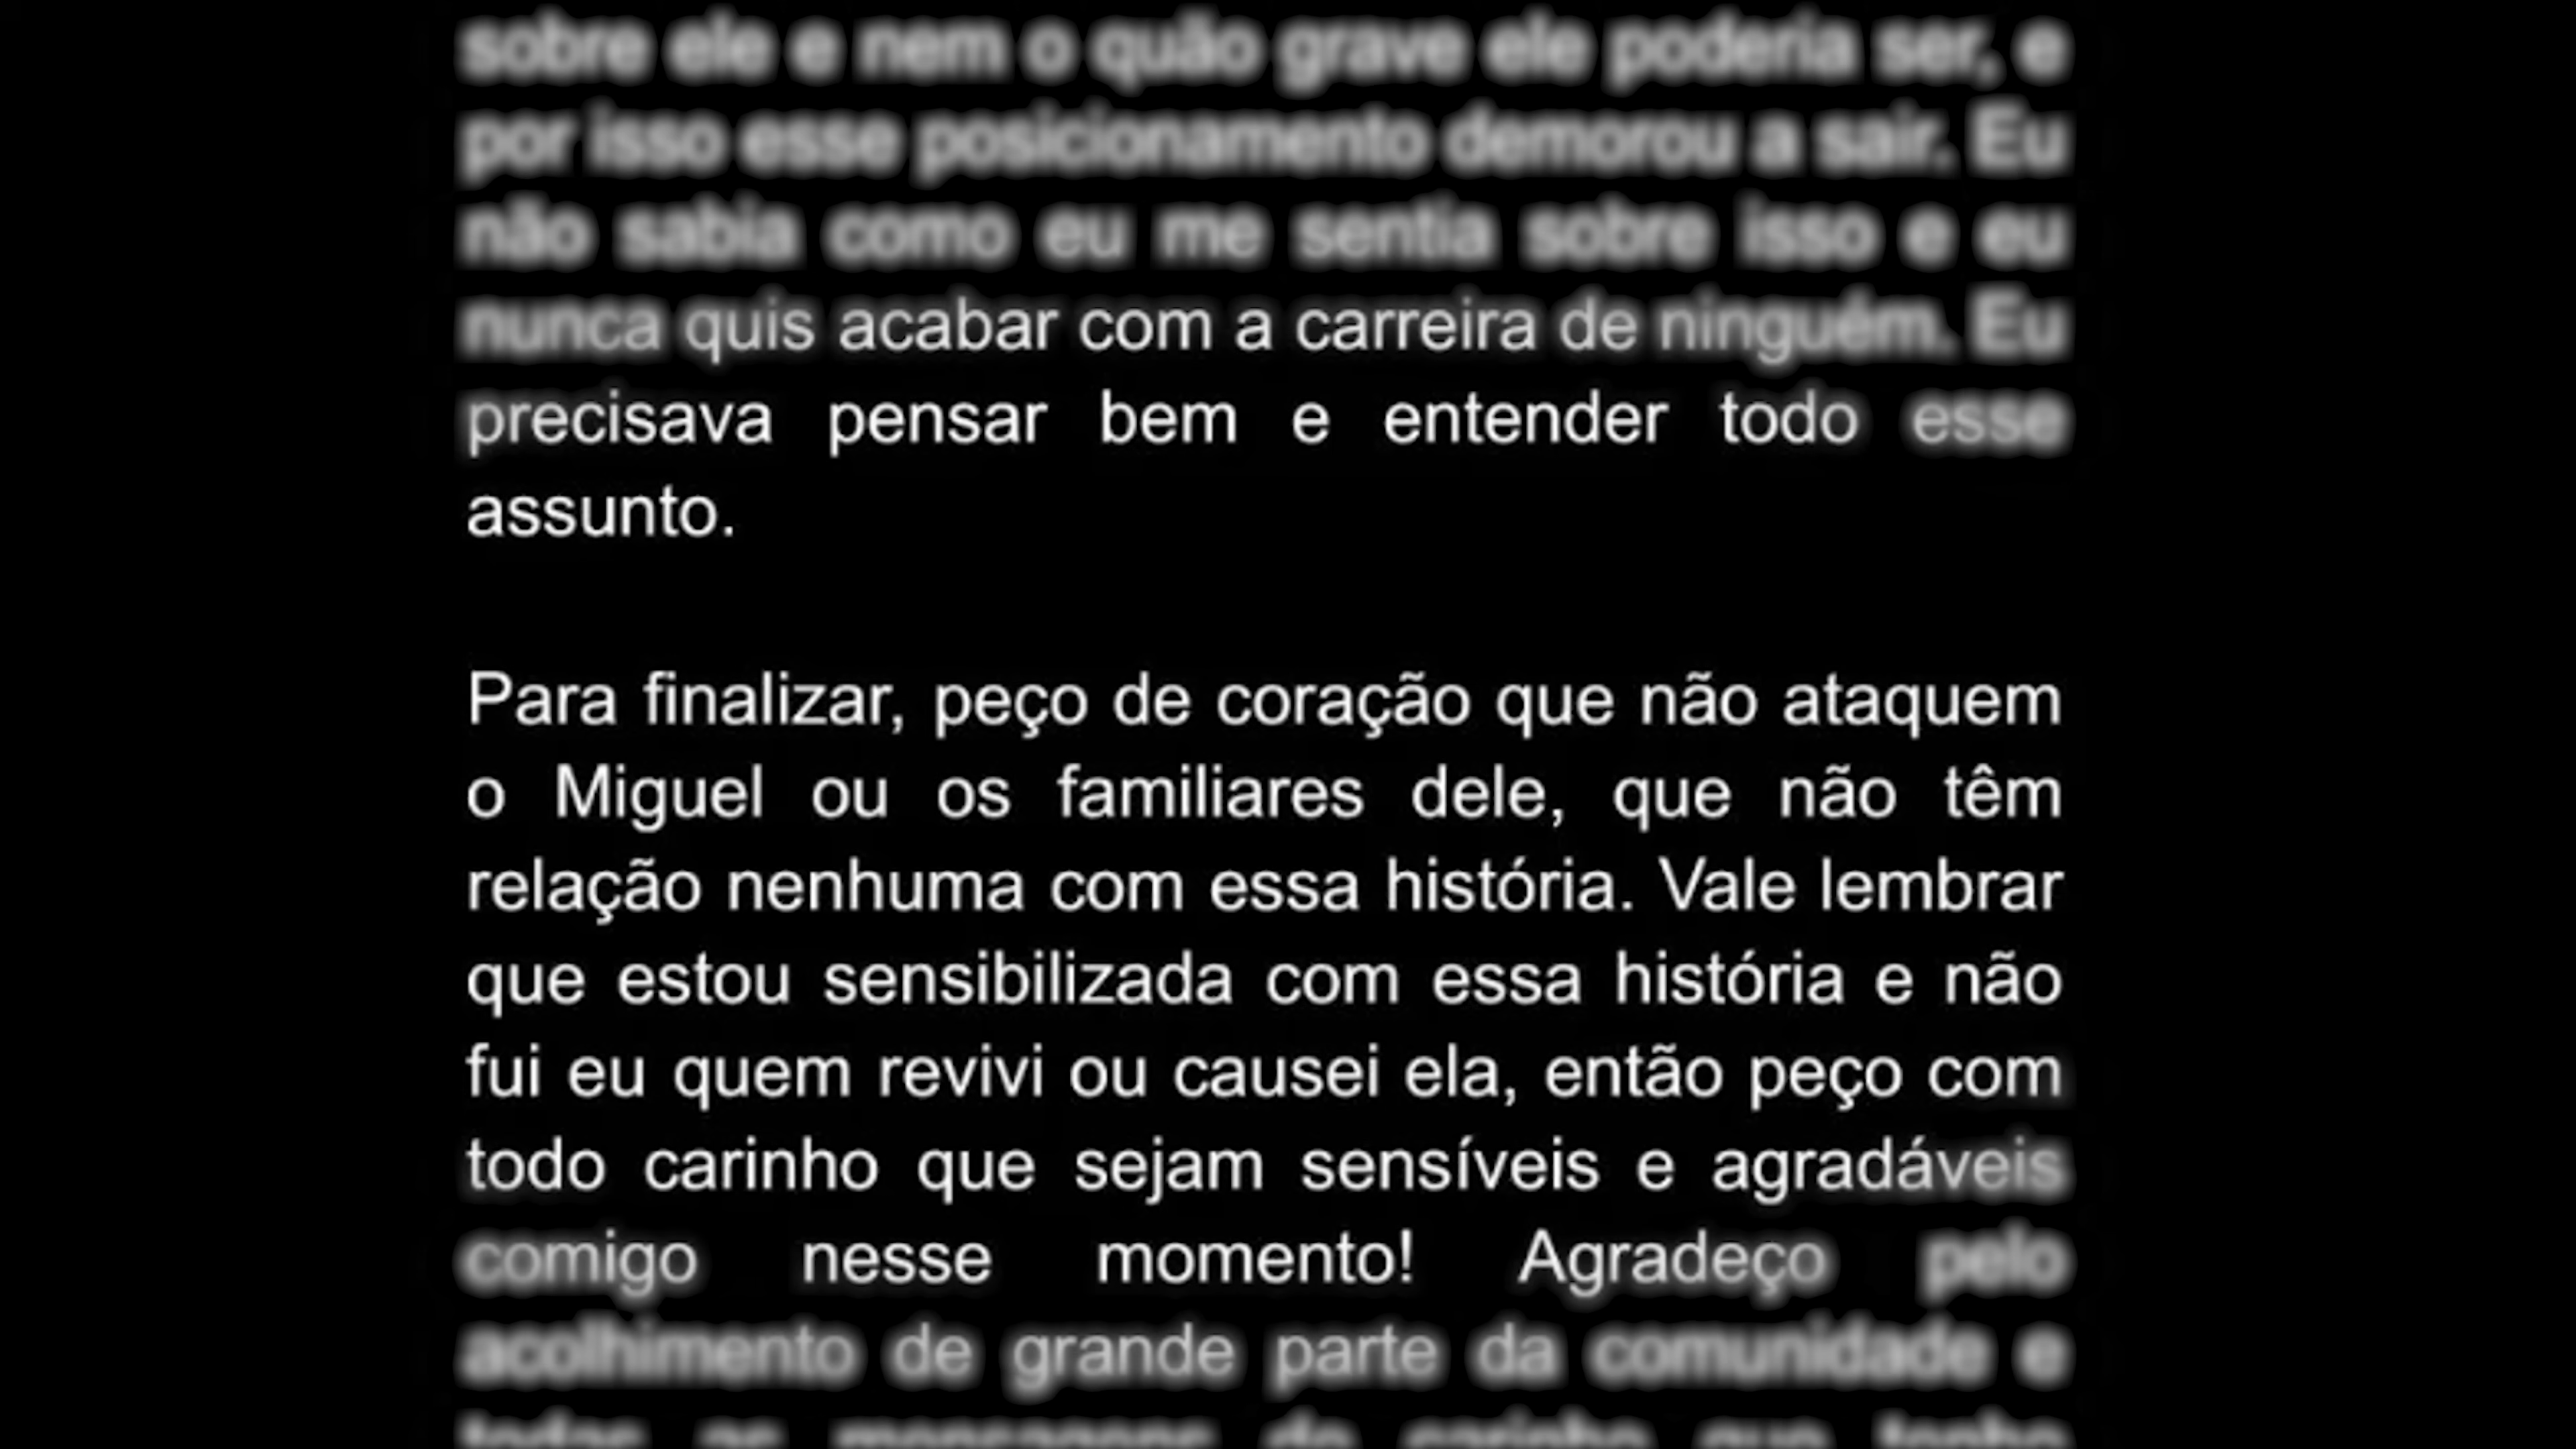 sobre ele e nem o quão grave ele poderia ser, e
por isso esse posicionamento demorou a sair. Eu
não sabia como eu me sentia sobre isso e eu
nunca quis acabar com a carreira de ninguém. Eu
precisava pensar bem e entender todo esse
assunto.
Para finalizar, peço de coração que não ataquem
o Miguel ou os familiares dele, que não têm
relação nenhuma com essa história. Vale lembrar
que estou sensibilizada com essa história e não
fui eu quem revivi ou causei ela, então peço com
todo carinho que sejam sensíveis e agradáveis
comigo nesse momento! Agradeço pelo
acolhimento de grande parte da comunidade e